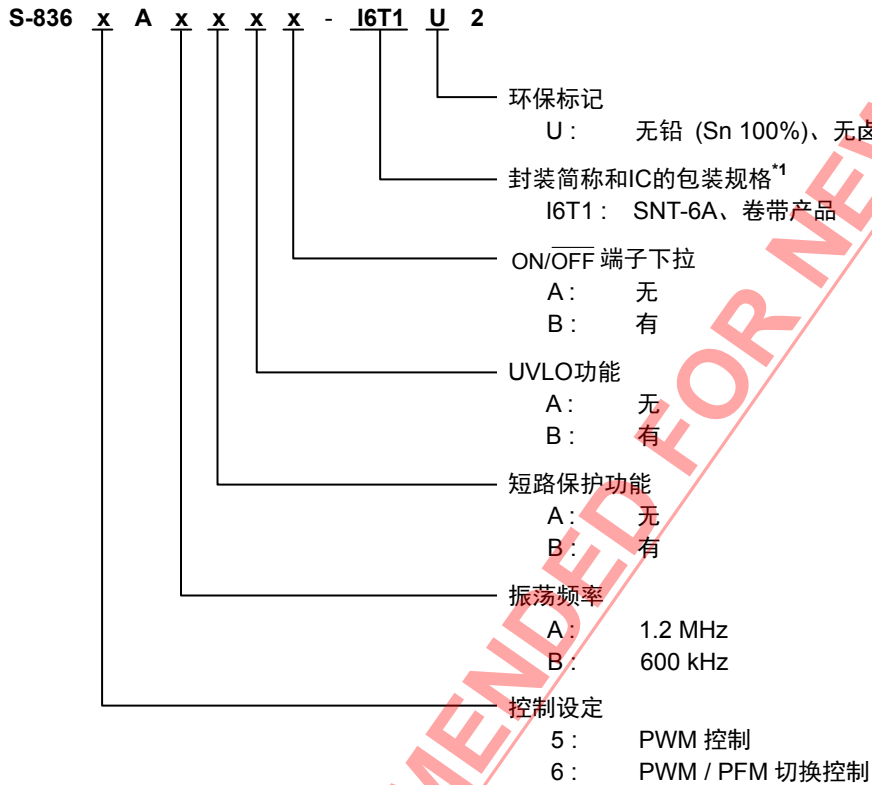 S-836 x A x x x x - I6T1 U 2
环保标记
U : 无铅 (Sn 100%)、无
封装简称和IC的包装规格*1
I6T1 : SNT-6A、卷带产品
ON/OFF 端子下拉
A : 无
B : 有
UVLO功能
A : 无
B : 有
短路保护功能
A : 无
B : 有
振荡频率
A : 1.2 MHz
B : 600 kHz
控制设定
5 : PWM 控制
6 : PWM / PFM 切换控制
MENDED FOR NEW